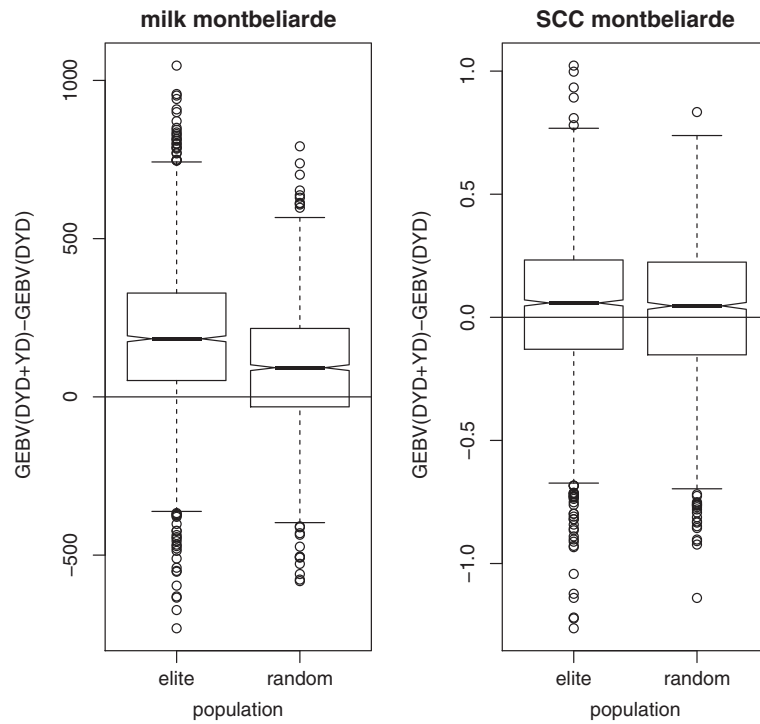 milk montbeliarde
GEBV(DYD+YD)−GEBV(DYD)
1000
500
0
−500
elite
random
population
SCC montbeliarde
GEBV(DYD+YD)−GEBV(DYD)
1.0
0.5
0.0
−0.5
−1.0
elite
random
population